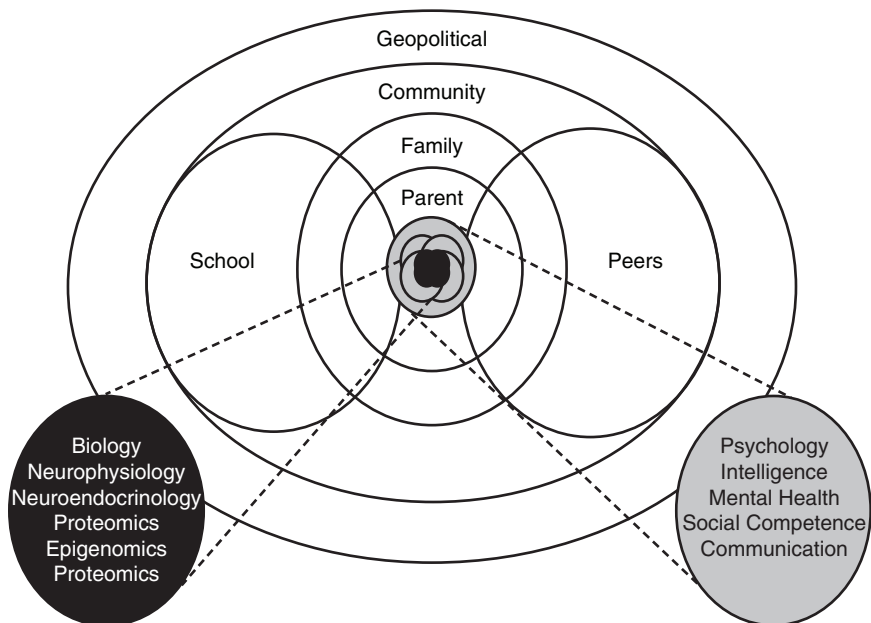 Geopolitical
Community
Family
Parent
School
Peers
Biology
Neurophysiology
Neuroendocrinology
Proteomics
Epigenomics
Proteomics
Psychology
Intelligence
Mental Health
Social Competence
Communication